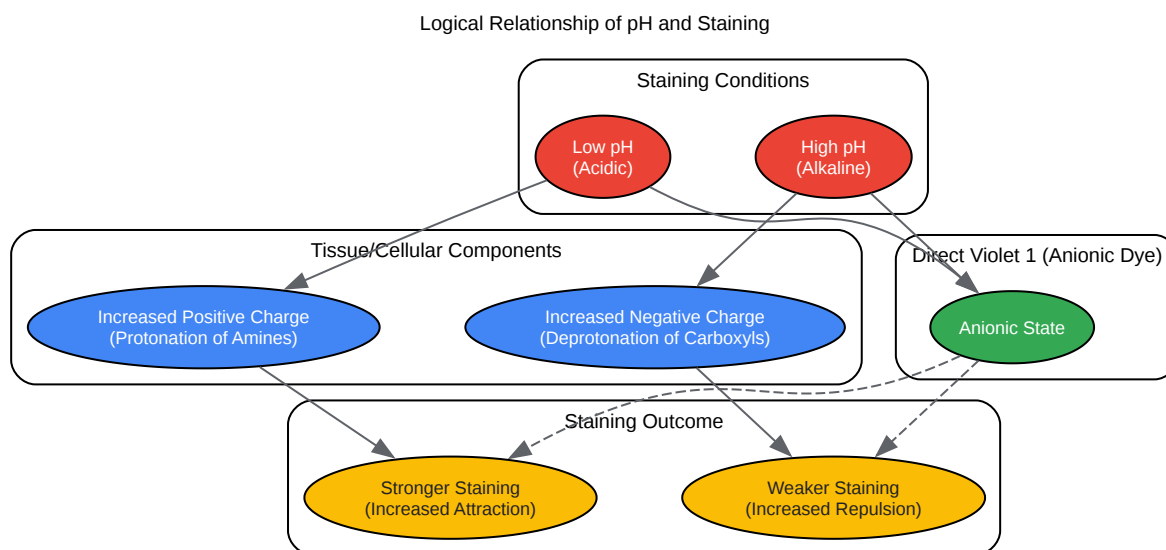 Logical Relationship of pH and Staining
Staining Conditions
Low pH
(Acidic)
High pH
(Alkaline)
Tissue/Cellular Components
Direct Violet 1 (Anionic Dye)
Increased Positive Charge
(Protonation of Amines)
Increased Negative Charge
(Deprotonation of Carboxyls)
Anionic State
Staining Outcome
Stronger Staining
(Increased Attraction)
Weaker Staining
(Increased Repulsion)